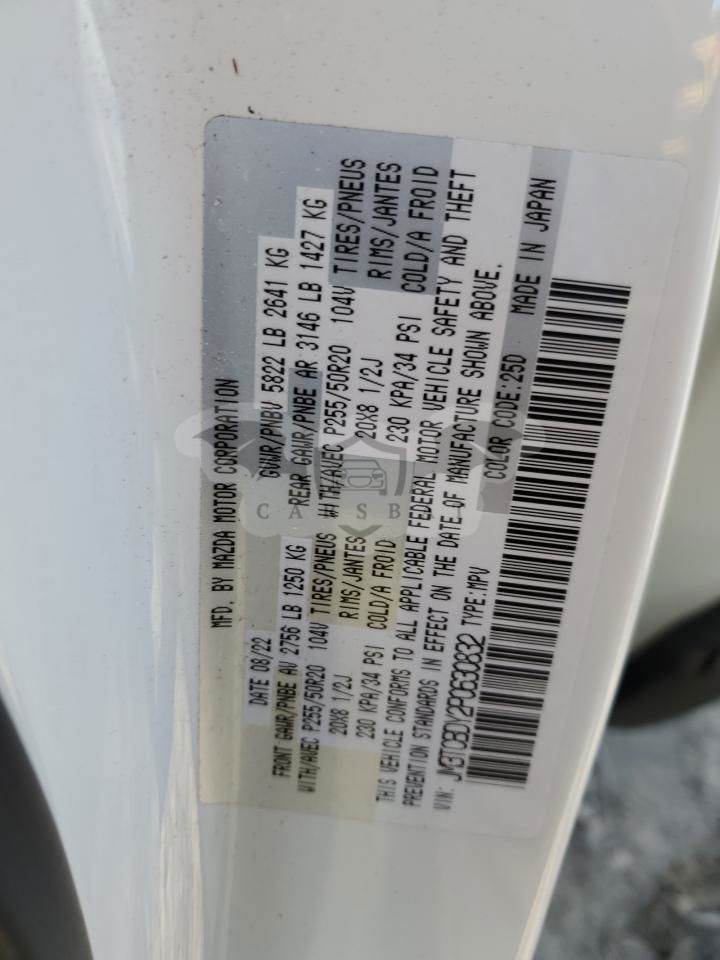 MFD. BY MAZDA MOTOR CORPORATION
DATE 08/22 GVWR/PNBV 5822 LB 2641 KG
FRONT GAWR/PNBE AV 2756 LB 1250 KG REAR GAWR/PNBE AR 3146 LB 1427 KG
WITH/AVEC P255/50R20 104V TIRES/PNEUS WITH/AVEC P255/50R20 104V TIRES/PNEUS
20X8 1/2J RIMS/JANTES 20X8 1/2J RIMS/JANTES
230 KPA/34 PSI COLD/A FROID 230 KPA/34 PSI COLD/A FROID
THIS VEHICLE CONFORMS TO ALL APPLICABLE FEDERAL MOTOR VEHICLE SAFETY AND THEFT
PREVENTION STANDARDS IN EFFECT ON THE DATE OF MANUFACTURE SHOWN ABOVE.
VIN: JM3TCBDY2P0630832 TYPE:MPV COLOR CODE:25D MADE IN JAPAN